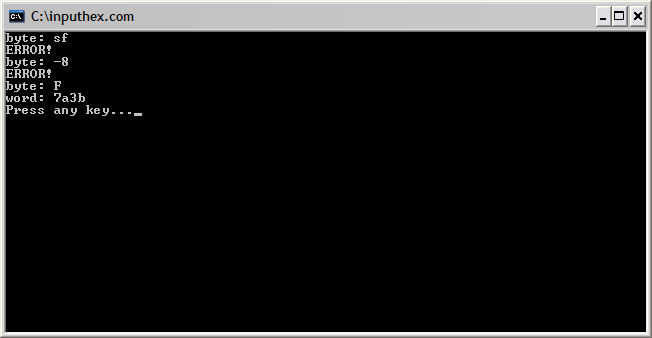 C:\inputhex.com
byte: sf
ERROR!
byte: -8
ERROR!
byte: F
word: 7a3b
Press any key..._